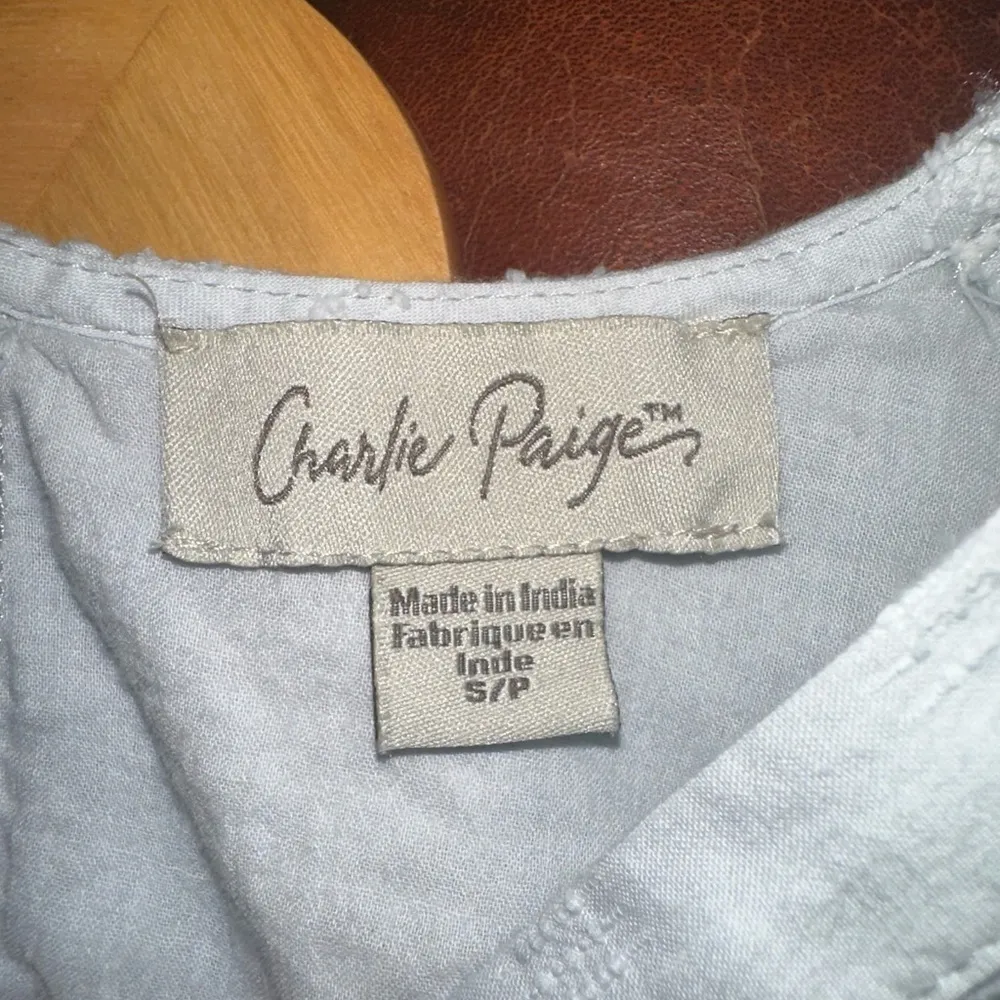 Charlie Paige™
Made in India
Fabrique en
Inde
S/P